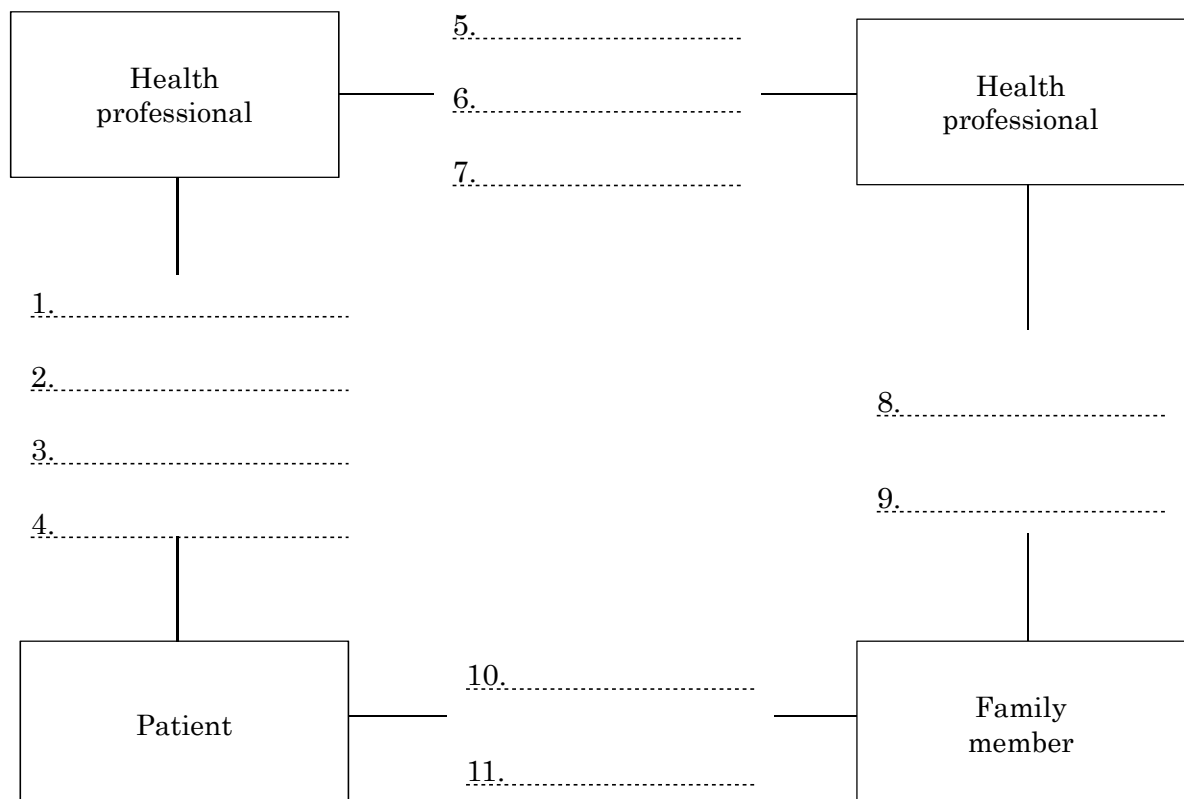 Health
professional
5.
6.
7.
Health
professional
1.
2.
3.
4.
8.
9.
Patient
10.
11.
Family
member